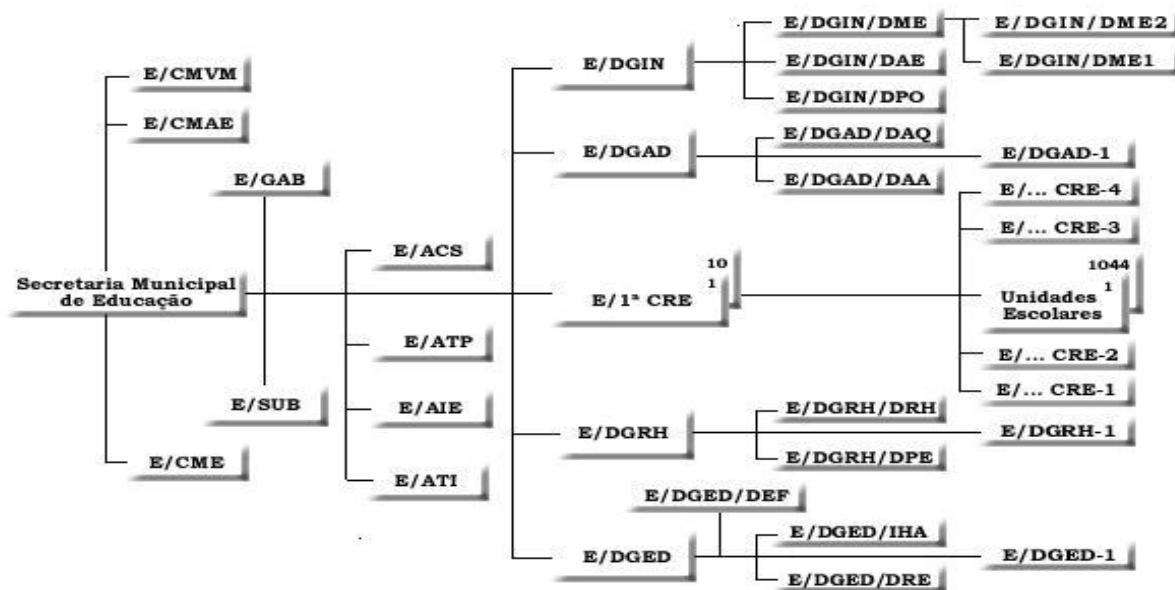 E/CMVM
E/CMAE
E/GAB
Secretaria Municipal
de Educação
E/SUB
E/CME
E/ACS
E/ATP
E/AIE
E/ATI
E/DGIN
E/DGIN/DME
E/DGIN/DAE
E/DGIN/DPO
E/DGIN/DME2
E/DGIN/DME1
E/DGAD
E/DGAD/DAQ
E/DGAD/DAA
E/DGAD-1
10
1
E/1ª CRE
E/... CRE-4
E/... CRE-3
1044
1
Unidades
Escolares
E/... CRE-2
E/... CRE-1
E/DGRH
E/DGRH/DRH
E/DGRH/DPE
E/DGRH-1
E/DGED/DEF
E/DGED
E/DGED/IHA
E/DGED/DRE
E/DGED-1